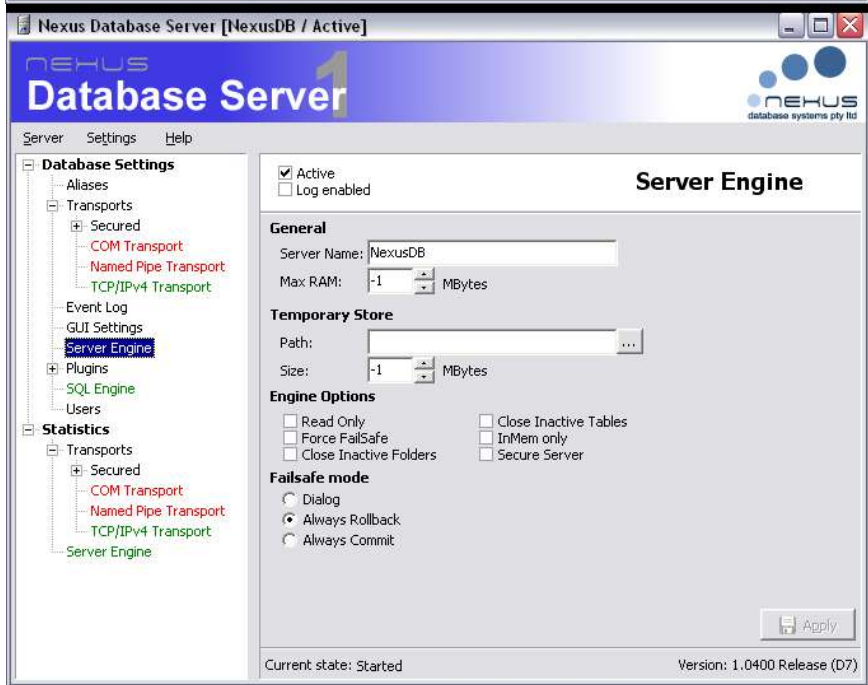 Nexus Database Server [NexusDB / Active]
nexus
Database Server
1
nexus
database systems pty ltd
Server Settings Help
Database Settings
Aliases
Transports
Secured
COM Transport
Named Pipe Transport
TCP/IPv4 Transport
Event Log
GUI Settings
Server Engine
Plugins
SQL Engine
Users
Statistics
Transports
Secured
COM Transport
Named Pipe Transport
TCP/IPv4 Transport
Server Engine
Active
Log enabled
Server Engine
General
Server Name: NexusDB
Max RAM: -1 MBytes
Temporary Store
Path: ...
Size: -1 MBytes
Engine Options
Read Only Close Inactive Tables
Force FailSafe InMem only
Close Inactive Folders Secure Server
Failsafe mode
Dialog
Always Rollback
Always Commit
Apply
Current state: Started Version: 1.0400 Release (D7)